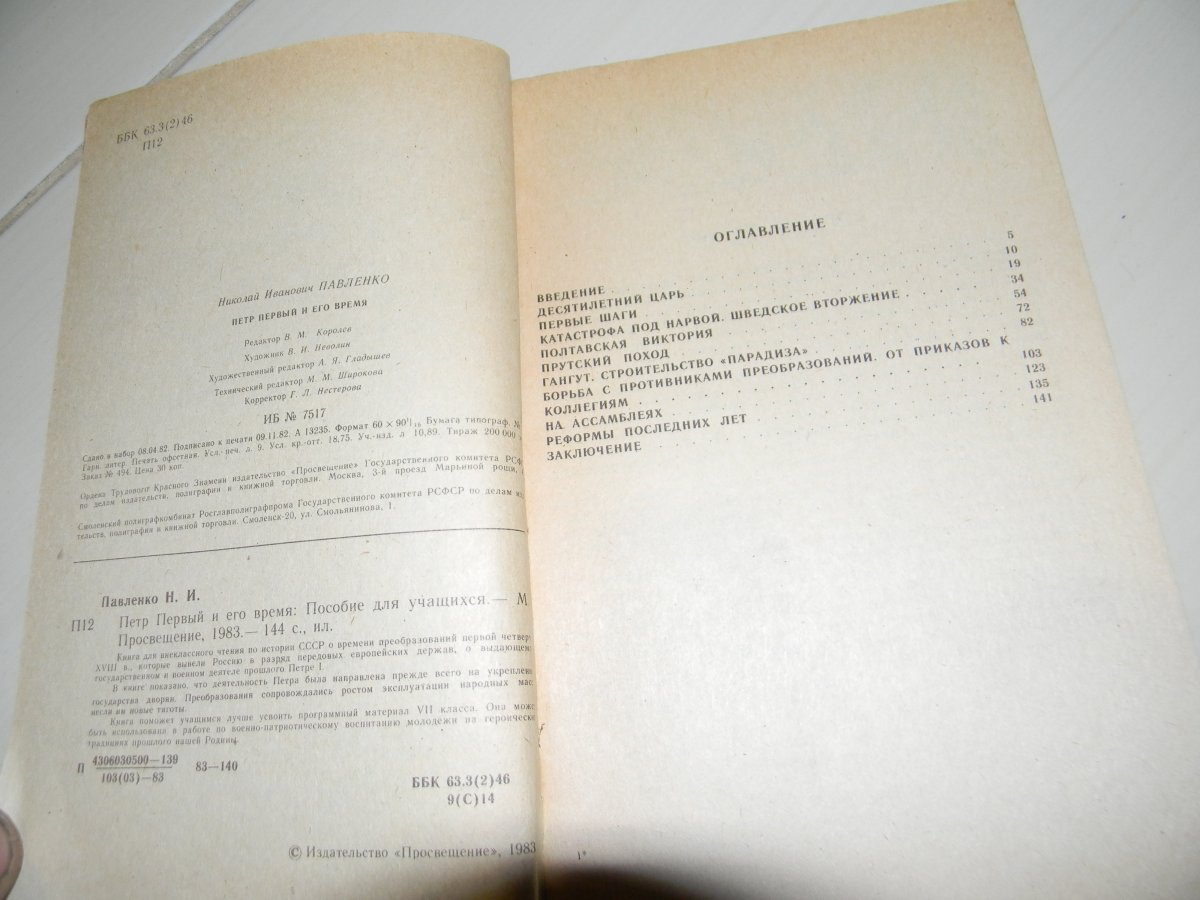 ББК 63.3(2)46
П12
Николай Иванович ПАВЛЕНКО
ПЕТР ПЕРВЫЙ И ЕГО ВРЕМЯ
Редактор В. М. Королев
Художник В. И. Неволин
Художественный редактор А. Я. Гладышев
Технический редактор М. М. Широкова
Корректор Г. Л. Нестерова
ИБ № 7517
Сдано в набор 08.04.82. Подписано к печати 09.11.82. А 13235. Формат 60 × 90¹/₁₆ Бумага типограф. №
Гарн. литер. Печать офсетная. Усл. печ. л. 9. Усл. кр.-отт. 18,75. Уч.-изд. л 10,89. Тираж 200 000
Заказ № 494. Цена 30 коп.
Ордена Трудового Красного Знамени издательство «Просвещение» Государственного комитета РСФ
по делам издательств, полиграфии и книжной торговли. Москва, 3-й проезд Марьиной рощи,
Смоленский полиграфкомбинат Росглавполиграфпрома Государственного комитета РСФСР по делам из
тельств, полиграфии и книжной торговли. Смоленск-20, ул. Смольянинова, 1.
Павленко Н. И.
П12 Петр Первый и его время: Пособие для учащихся.— М
Просвещение, 1983.— 144 с., ил.
Книга для внеклассного чтения по истории СССР о времени преобразований первой четвер
XVIII в., которые вывели Россию в разряд передовых европейских держав, о выдающем
государственном и военном деятеле прошлого Петре I.
В книге показано, что деятельность Петра была направлена прежде всего на укреплен
государства дворян. Преобразования сопровождались ростом эксплуатации народных мас
несли им новые тяготы.
Книга поможет учащимся лучше усвоить программный материал VII класса. Она може
быть использована в работе по военно-патриотическому воспитанию молодежи на героическ
традициях прошлого нашей Родины.
П 4306030500—139 83—140
103(03)—83
ББК 63.3(2)46
9(С)14
© Издательство «Просвещение», 1983
ОГЛАВЛЕНИЕ
ВВЕДЕНИЕ 5
ДЕСЯТИЛЕТНИЙ ЦАРЬ 10
ПЕРВЫЕ ШАГИ 19
КАТАСТРОФА ПОД НАРВОЙ. ШВЕДСКОЕ ВТОРЖЕНИЕ 34
ПОЛТАВСКАЯ ВИКТОРИЯ 54
ПРУТСКИЙ ПОХОД 72
ГАНГУТ. СТРОИТЕЛЬСТВО «ПАРАДИЗА» 82
БОРЬБА С ПРОТИВНИКАМИ ПРЕОБРАЗОВАНИЙ. ОТ ПРИКАЗОВ К
КОЛЛЕГИЯМ 103
НА АССАМБЛЕЯХ 123
РЕФОРМЫ ПОСЛЕДНИХ ЛЕТ 135
ЗАКЛЮЧЕНИЕ 141
1*